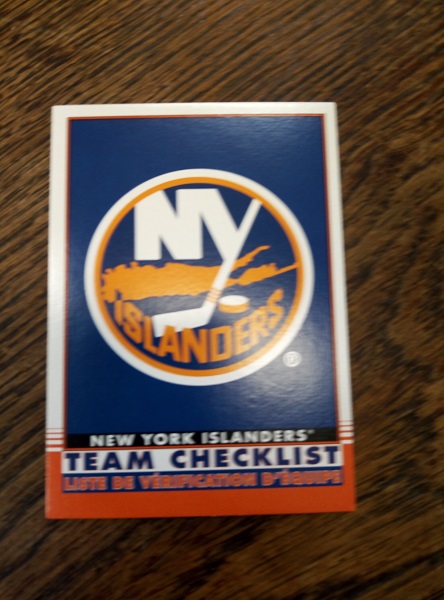 NY
ISLANDERS
®
NEW YORK ISLANDERS®
TEAM CHECKLIST
LISTE DE VÉRIFICATION D'ÉQUIPE